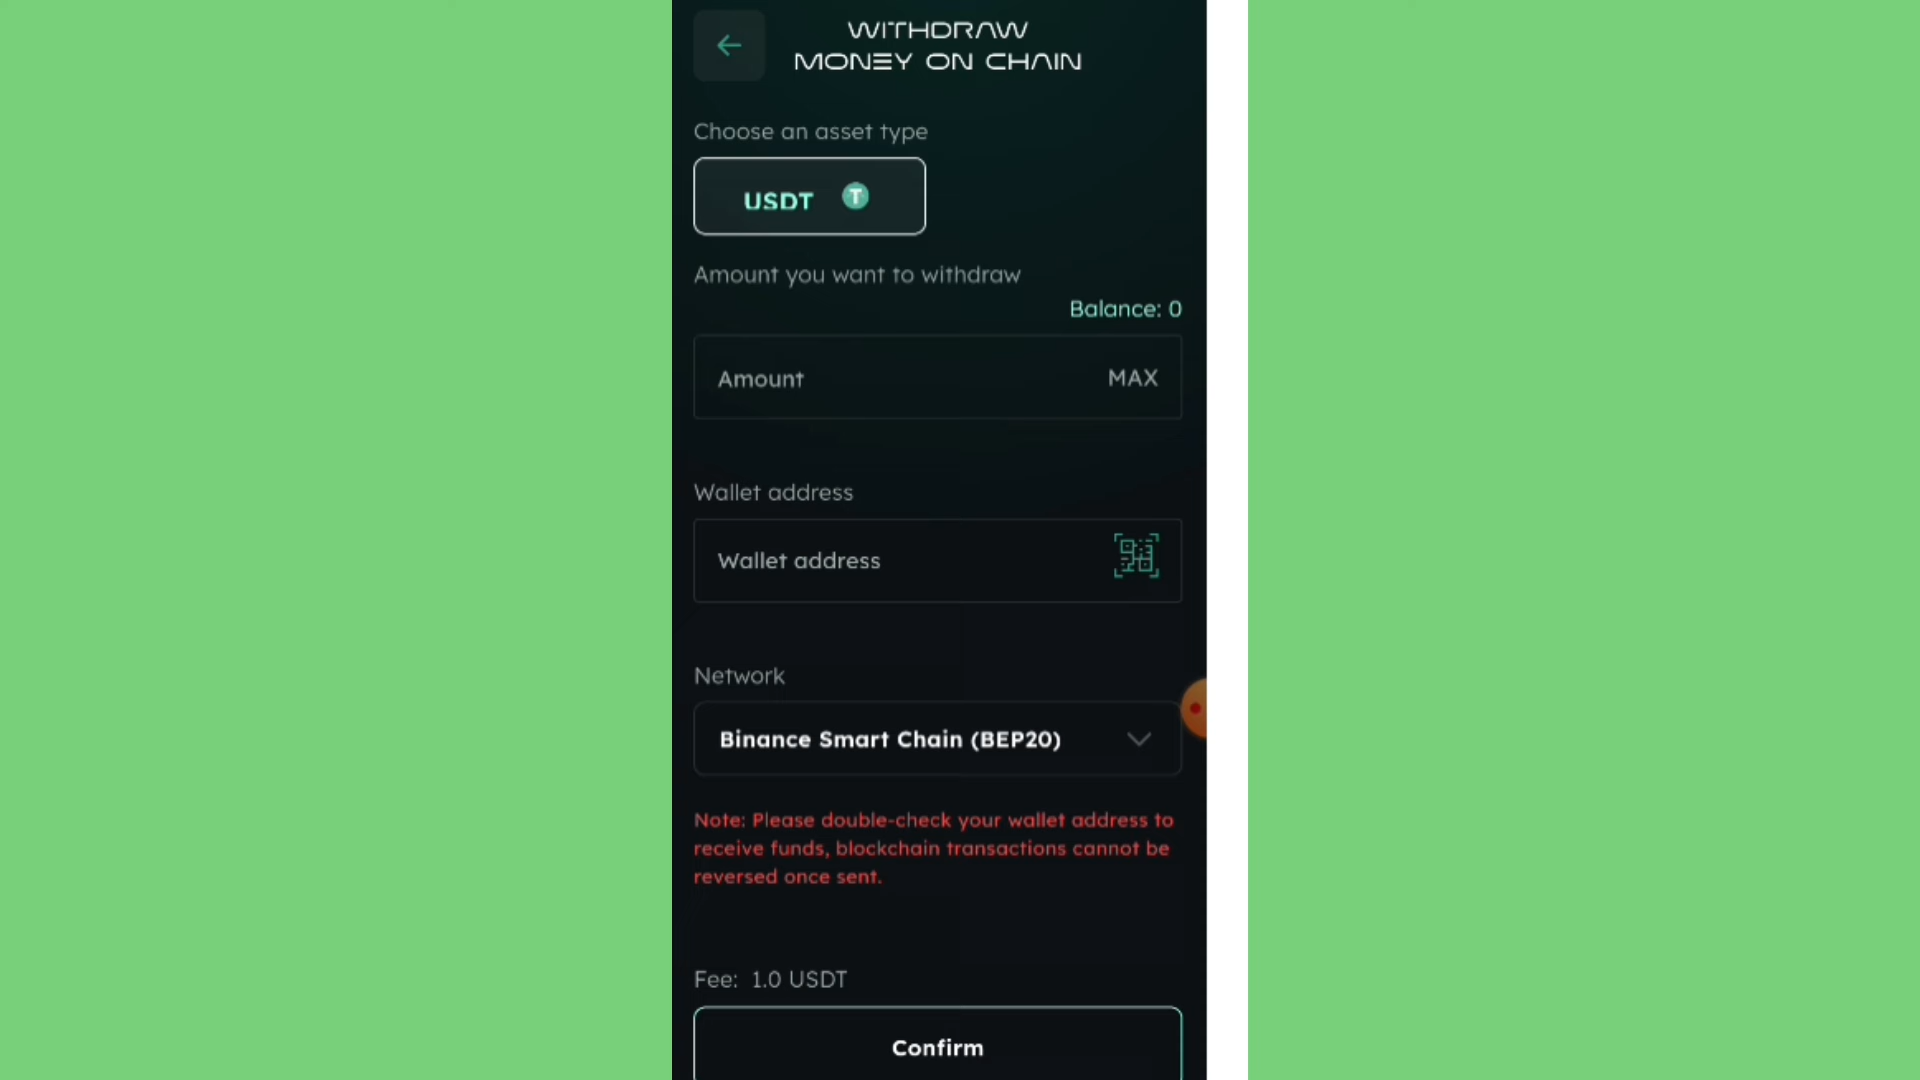 WITHDRAW
MONEY ON CHAIN
Choose an asset type
USDT T
Amount you want to withdraw
Balance: 0
Amount MAX
Wallet address
Wallet address
Network
Binance Smart Chain (BEP20)
Note: Please double-check your wallet address to
receive funds, blockchain transactions cannot be
reversed once sent.
Fee: 1.0 USDT
Confirm